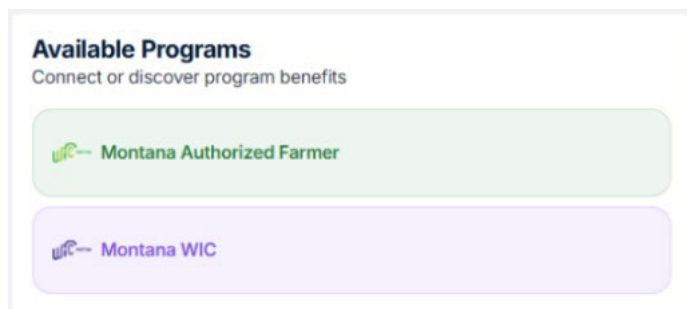 Available Programs
Connect or discover program benefits
Montana Authorized Farmer
Montana WIC